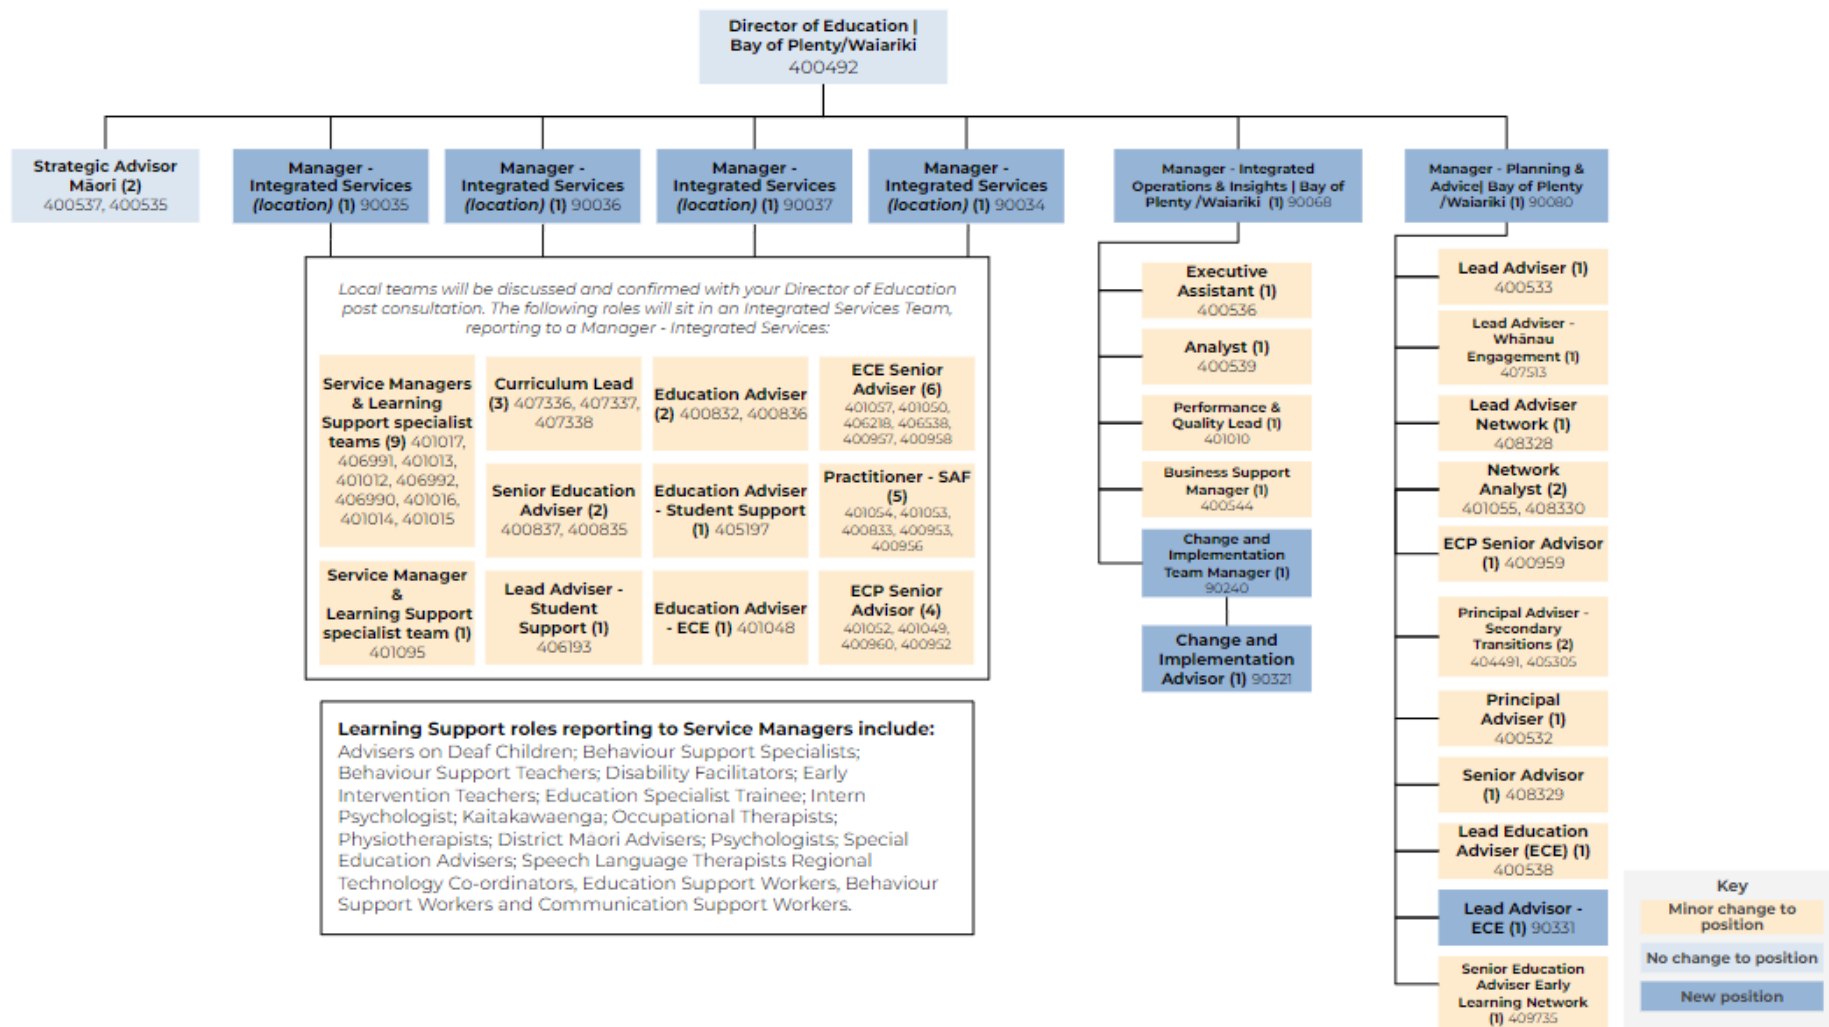 Director of Education |
Bay of Plenty/Waiariki
400492
Strategic Advisor
Māori (2)
400537, 400535
Manager -
Integrated Services
(location) (1) 90035
Manager -
Integrated Services
(location) (1) 90036
Manager -
Integrated Services
(location) (1) 90037
Manager -
Integrated Services
(location) (1) 90034
Manager - Integrated
Operations & Insights | Bay of
Plenty /Waiariki (1) 90068
Manager - Planning &
Advice| Bay of Plenty
/Waiariki (1) 90080
Local teams will be discussed and confirmed with your Director of Education
post consultation. The following roles will sit in an Integrated Services Team,
reporting to a Manager - Integrated Services:
Service Managers
& Learning
Support specialist
teams (9) 401017,
406991, 401013,
401012, 406992,
406990, 401016,
401014, 401015
Service Manager
&
Learning Support
specialist team (1)
401095
Curriculum Lead
(3) 407336, 407337,
407338
Senior Education
Adviser (2)
400837, 400835
Lead Adviser -
Student
Support (1)
406193
Education Adviser
(2) 400832, 400836
Education Adviser
- Student Support
(1) 405197
Education Adviser
- ECE (1) 401048
ECE Senior
Adviser (6)
401057, 401050,
406218, 406538,
400957, 400958
Practitioner - SAF
(5)
401054, 401053,
400833, 400953,
400956
ECP Senior
Advisor (4)
401052, 401049,
400960, 400952
Learning Support roles reporting to Service Managers include:
Advisers on Deaf Children; Behaviour Support Specialists;
Behaviour Support Teachers; Disability Facilitators; Early
Intervention Teachers; Education Specialist Trainee; Intern
Psychologist; Kaitakawaenga; Occupational Therapists;
Physiotherapists; District Maori Advisers; Psychologists; Special
Education Advisers; Speech Language Therapists Regional
Technology Co-ordinators, Education Support Workers, Behaviour
Support Workers and Communication Support Workers.
Executive
Assistant (1)
400536
Analyst (1)
400539
Performance &
Quality Lead (1)
401010
Business Support
Manager (1)
400544
Change and
Implementation
Team Manager (1)
90240
Change and
Implementation
Advisor (1) 90321
Lead Adviser (1)
400533
Lead Adviser -
Whānau
Engagement (1)
407513
Lead Adviser
Network (1)
408328
Network
Analyst (2)
401055, 408330
ECP Senior Advisor
(1) 400959
Principal Adviser -
Secondary
Transitions (2)
404491, 405305
Principal
Adviser (1)
400532
Senior Advisor
(1) 408329
Lead Education
Adviser (ECE) (1)
400538
Lead Advisor -
ECE (1) 90331
Senior Education
Adviser Early
Learning Network
(1) 409735
Key
Minor change to
position
No change to position
New position